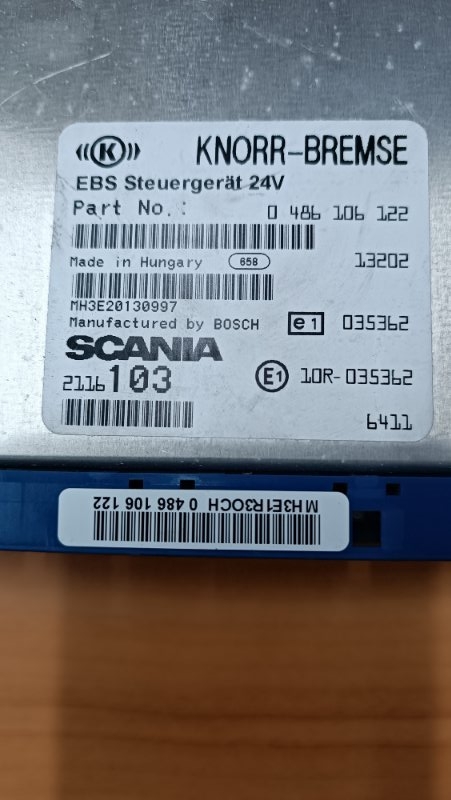 ((K)) KNORR-BREMSE
EBS Steuergerät 24V
Part No.: 0 486 106 122
Made in Hungary 658 13202
MH3E20130997
Manufactured by BOSCH e1 035362
SCANIA
2116103 E1 10R-035362
6411
MH3E1R3OCH 0 486 106 122